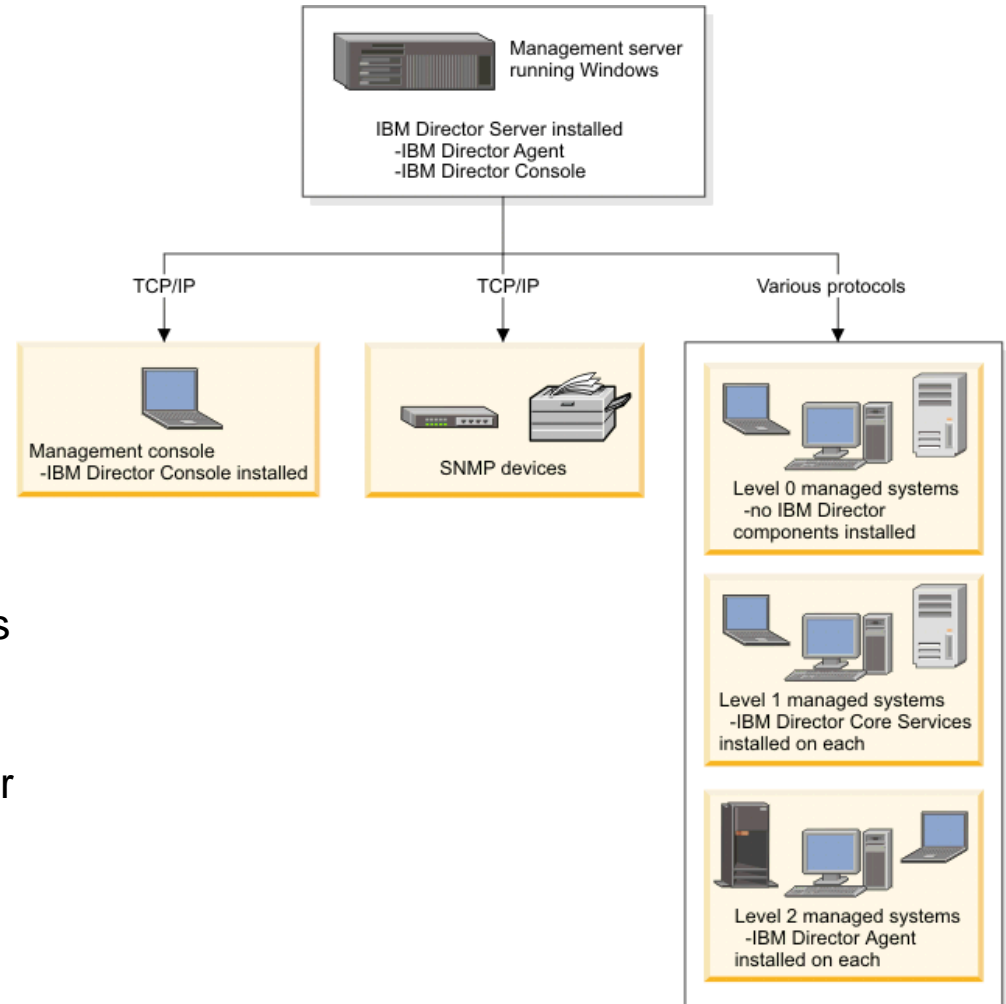 Management server
running Windows
IBM Director Server installed
-IBM Director Agent
-IBM Director Console
TCP/IP
TCP/IP
Various protocols
Management console
-IBM Director Console installed
SNMP devices
Level 0 managed systems
-no IBM Director
components installed
s
Level 1 managed systems
-IBM Director Core Services
installed on each
r
Level 2 managed systems
-IBM Director Agent
installed on each